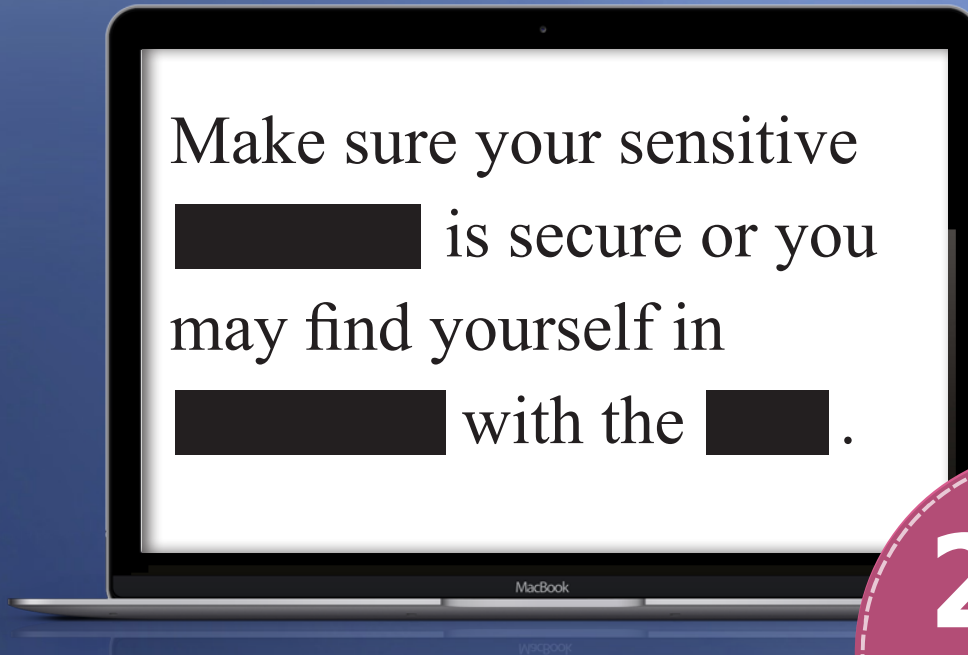 Make sure your sensitive
is secure or you
may find yourself in
with the .
MacBook
2